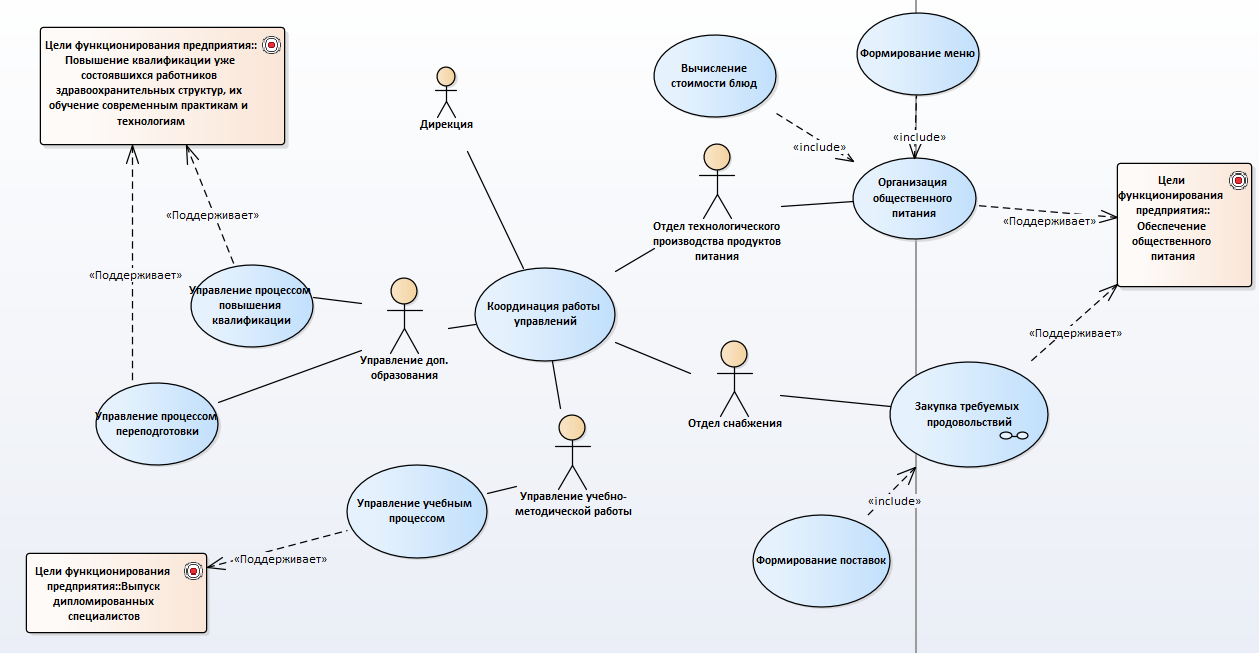 Цели функционирования предприятия::
Повышение квалификации уже
состоявшихся работников
здравоохранительных структур, их
обучение современным практикам и
технологиям
Дирекция
Вычисление
стоимости блюд
Формирование меню
«include»
«include»
Организация
общественного
питания
Цели
функционирования
предприятия::
Обеспечение
общественного
питания
«Поддерживает»
«Поддерживает»
Отдел технологического
производства продуктов
питания
«Поддерживает»
Управление процессом
повышения
квалификации
Координация работы
управлений
«Поддерживает»
Управление доп.
образования
Управление процессом
переподготовки
Отдел снабжения
Закупка требуемых
продовольствий
Управление учебным
процессом
Управление учебно-
методической работы
«include»
Формирование поставок
«Поддерживает»
Цели функционирования
предприятия::Выпуск
дипломированных
специалистов